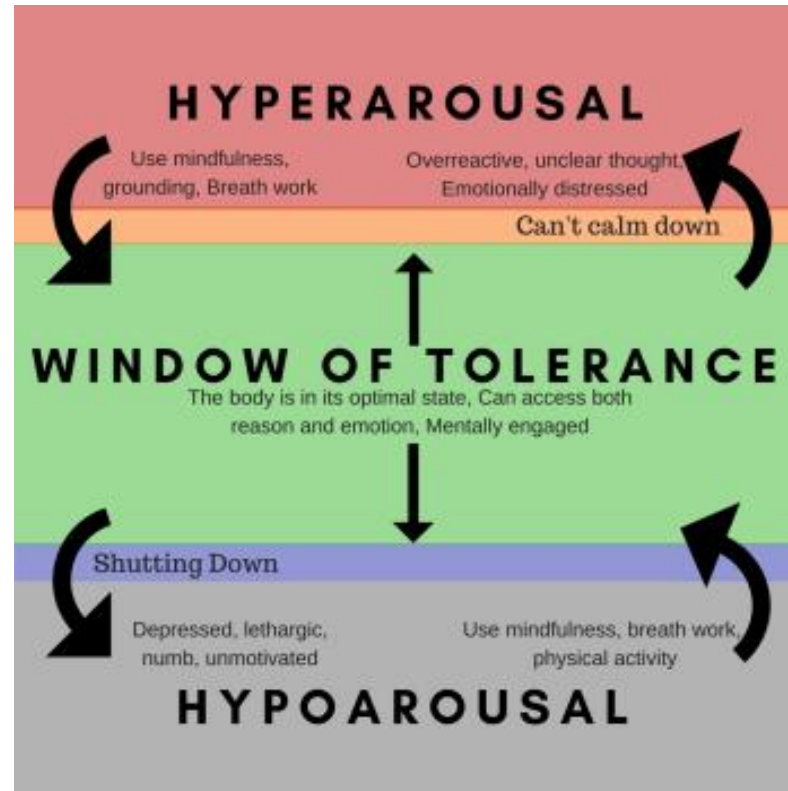 HYPERAROUSAL
Use mindfulness,
grounding, Breath work
Overreactive, unclear thought,
Emotionally distressed
Can't calm down
WINDOW OF TOLERANCE
The body is in its optimal state, Can access both
reason and emotion, Mentally engaged
Shutting Down
Depressed, lethargic,
numb, unmotivated
Use mindfulness, breath work,
physical activity
HYPOAROUSAL